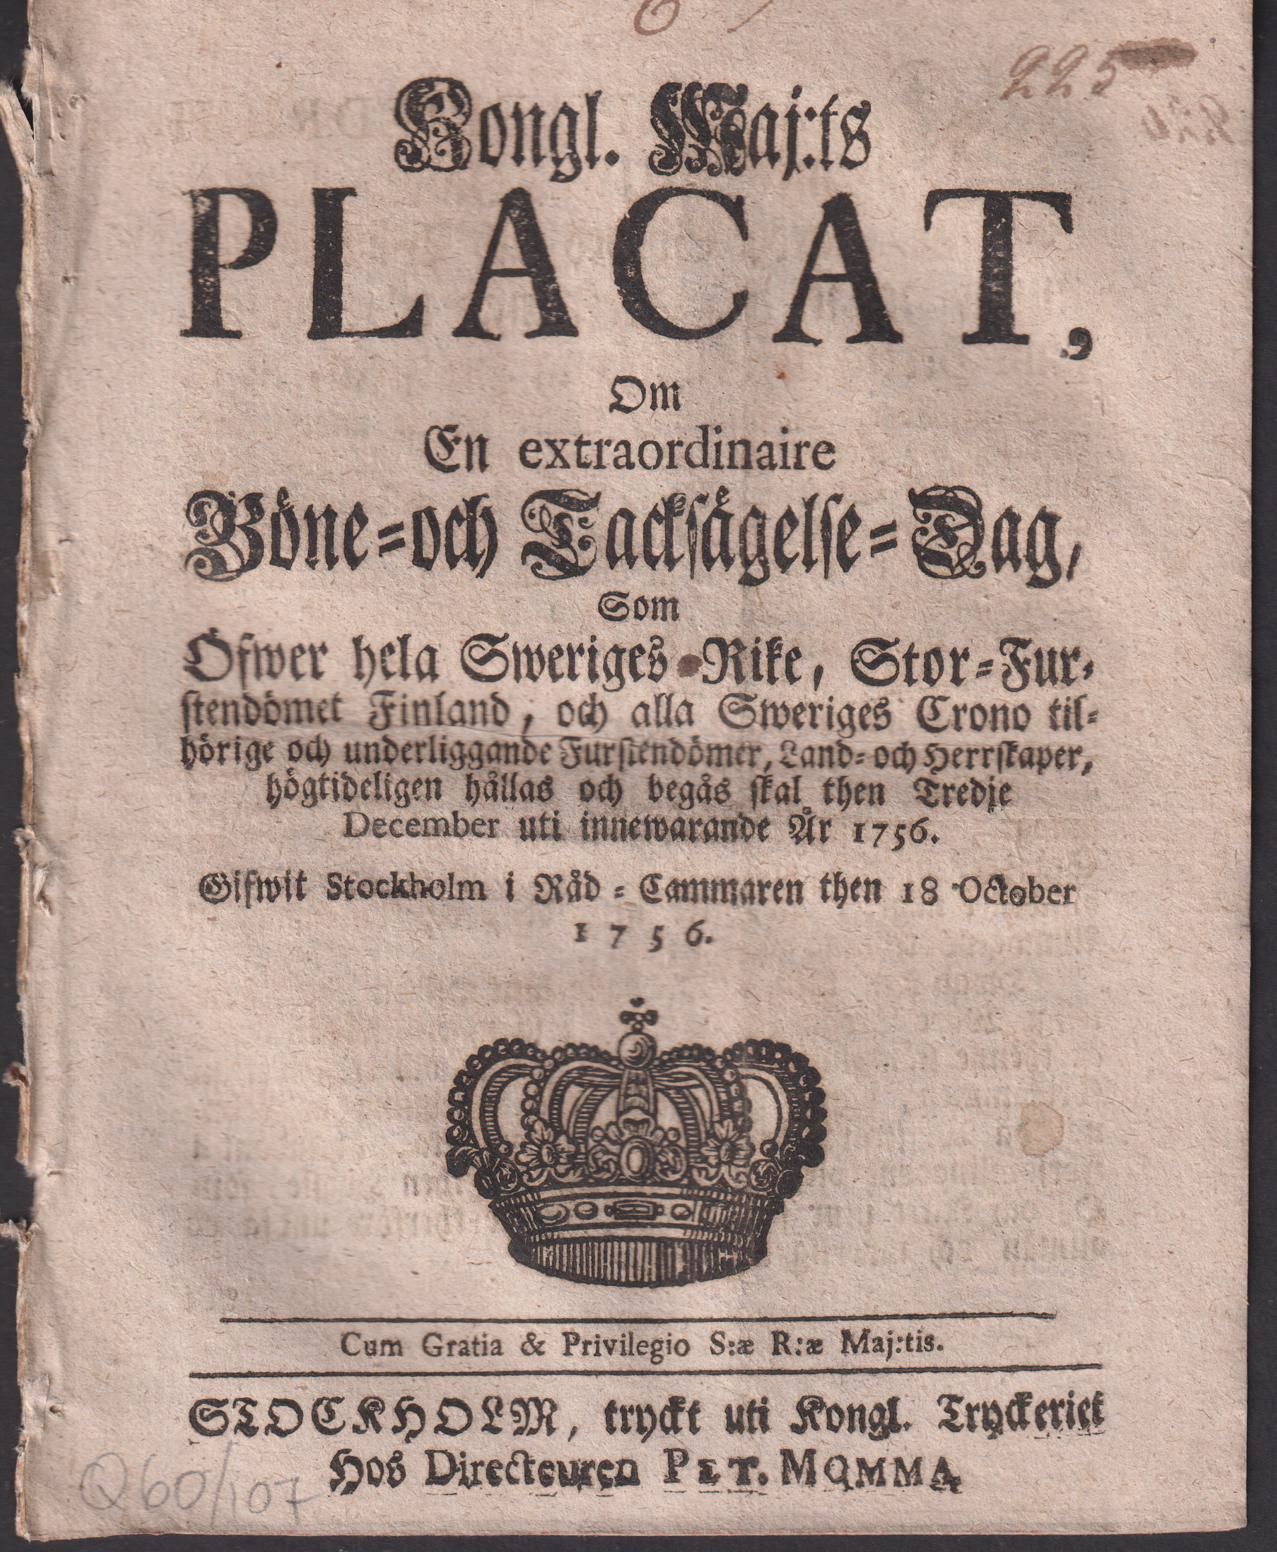 225
Kongl. Maj:ts
PLACAT,
Om
En extraordinaire
Böne-och Tacksägelse-Dag,
Som
Öfwer hela Sweriges Rike, Stor-Fur-
stendömet Finland, och alla Sweriges Crono til-
hörige och underliggande Furstendömer, Land- och Herrskaper,
högtideligen hållas och begås skal then Tredje
December uti innewarande År 1756.
Gifwit Stockholm i Råd-Cammaren then 18 October
1756.
Cum Gratia & Privilegio S:æ R:æ Maj:tis.
STOCKHOLM, tryckt uti Kongl. Tryckeriet
Hos Directeuren PET. MOMMA
Q60/107